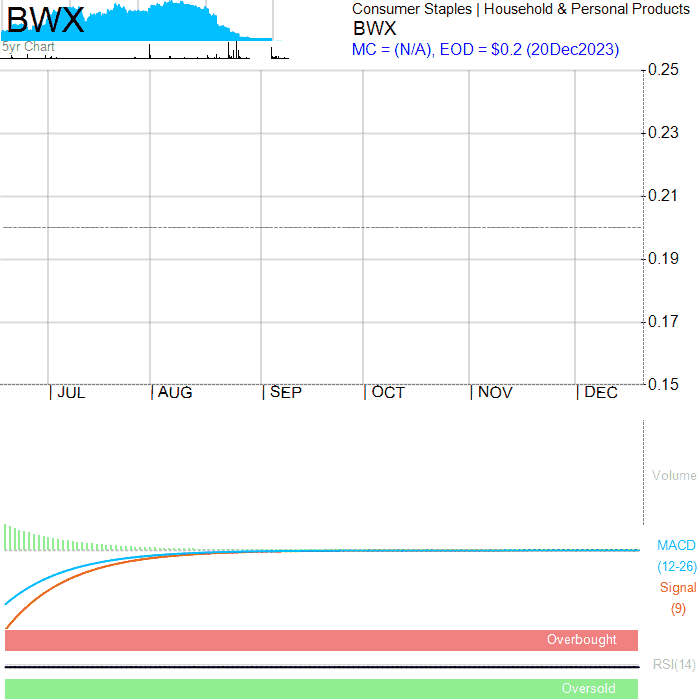 BWX
5yr Chart
Consumer Staples | Household & Personal Products
BWX
MC = (N/A), EOD = $0.2 (20Dec2023)
0.25
0.23
0.21
0.19
0.17
0.15
JUL AUG SEP OCT NOV DEC
Volume
MACD
(12-26)
Signal
(9)
Overbought
RSI(14)
Oversold